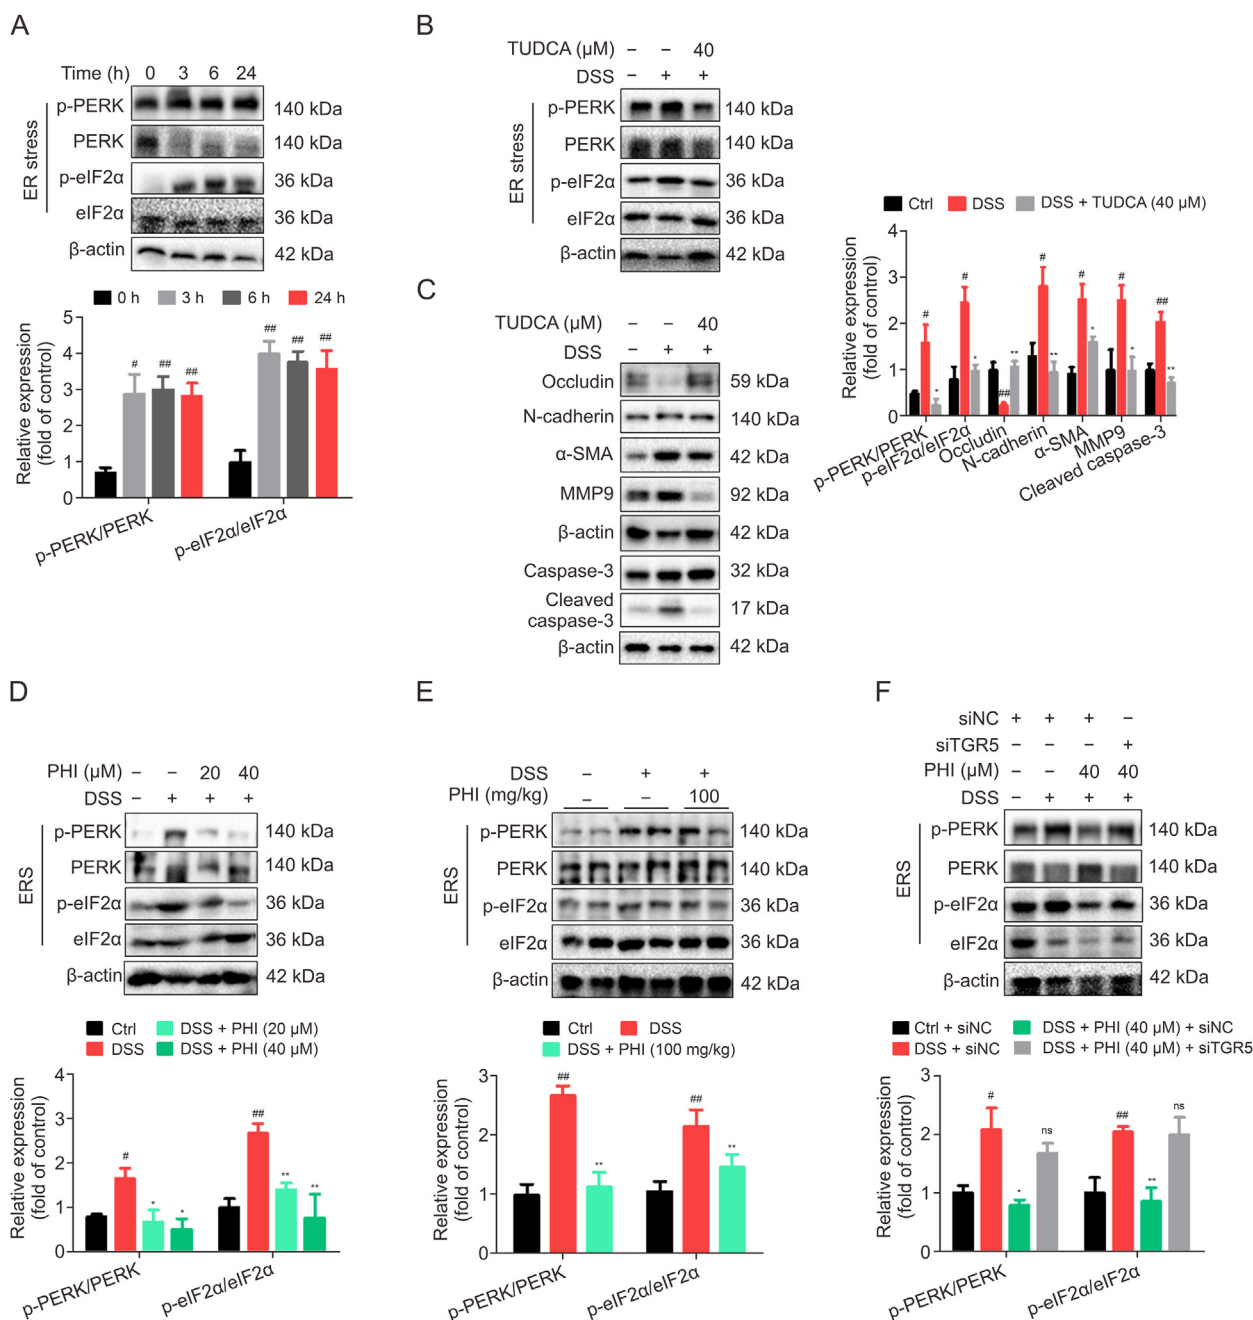 A
Time (h) 0 3 6 24
ER stress
p-PERK 140 kDa
PERK 140 kDa
p-eIF2α 36 kDa
eIF2α 36 kDa
β-actin 42 kDa
0 h 3 h 6 h 24 h
Relative expression
(fold of control)
5
4
3
2
1
0
# ## ##
## ## ##
p-PERK/PERK p-eIF2α/eIF2α
B
TUDCA (μM) – – 40
DSS – + +
ER stress
p-PERK 140 kDa
PERK 140 kDa
p-eIF2α 36 kDa
eIF2α 36 kDa
β-actin 42 kDa
C
TUDCA (μM) – – 40
DSS – + +
Occludin 59 kDa
N-cadherin 140 kDa
α-SMA 42 kDa
MMP9 92 kDa
β-actin 42 kDa
Caspase-3 32 kDa
Cleaved
caspase-3 17 kDa
β-actin 42 kDa
Ctrl DSS DSS + TUDCA (40 μM)
Relative expression
(fold of control)
4
3
2
1
0
# *
# *
## **
# **
# *
# *
## **
p-PERK/PERK p-eIF2α/eIF2α Occludin N-cadherin α-SMA MMP9 Cleaved caspase-3
D
PHI (μM) – – 20 40
DSS – + + +
ERS
p-PERK 140 kDa
PERK 140 kDa
p-eIF2α 36 kDa
eIF2α 36 kDa
β-actin 42 kDa
Ctrl DSS + PHI (20 μM)
DSS DSS + PHI (40 μM)
Relative expression
(fold of control)
4
3
2
1
0
# * *
## ** **
p-PERK/PERK p-eIF2α/eIF2α
E
DSS – + +
PHI (mg/kg) – – 100
ERS
p-PERK 140 kDa
PERK 140 kDa
p-eIF2α 36 kDa
eIF2α 36 kDa
β-actin 42 kDa
Ctrl DSS
DSS + PHI (100 mg/kg)
Relative expression
(fold of control)
3
2
1
0
## **
## **
p-PERK/PERK p-eIF2α/eIF2α
F
siNC + + + –
siTGR5 – – – +
PHI (μM) – – 40 40
DSS – + + +
ERS
p-PERK 140 kDa
PERK 140 kDa
p-eIF2α 36 kDa
eIF2α 36 kDa
β-actin 42 kDa
Ctrl + siNC DSS + PHI (40 μM) + siNC
DSS + siNC DSS + PHI (40 μM) + siTGR5
Relative expression
(fold of control)
3
2
1
0
# * ns
## ** ns
p-PERK/PERK p-eIF2α/eIF2α